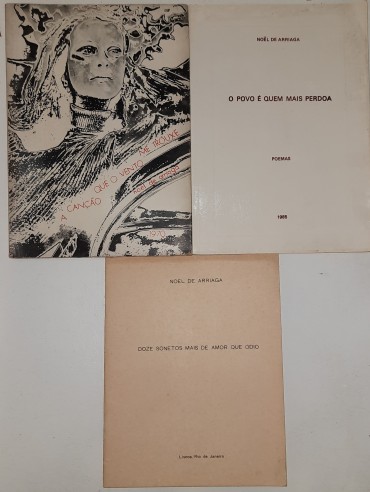 A CANÇÃO
QUE O VENTO
ME TROUXE
NOËL DE ARRIAGA
O POVO É QUEM MAIS PERDOA
POEMAS
NOËL DE ARRIAGA
DOZE SONETOS MAIS DE AMOR QUE ÓDIO
Lisboa/Rio de Janeiro